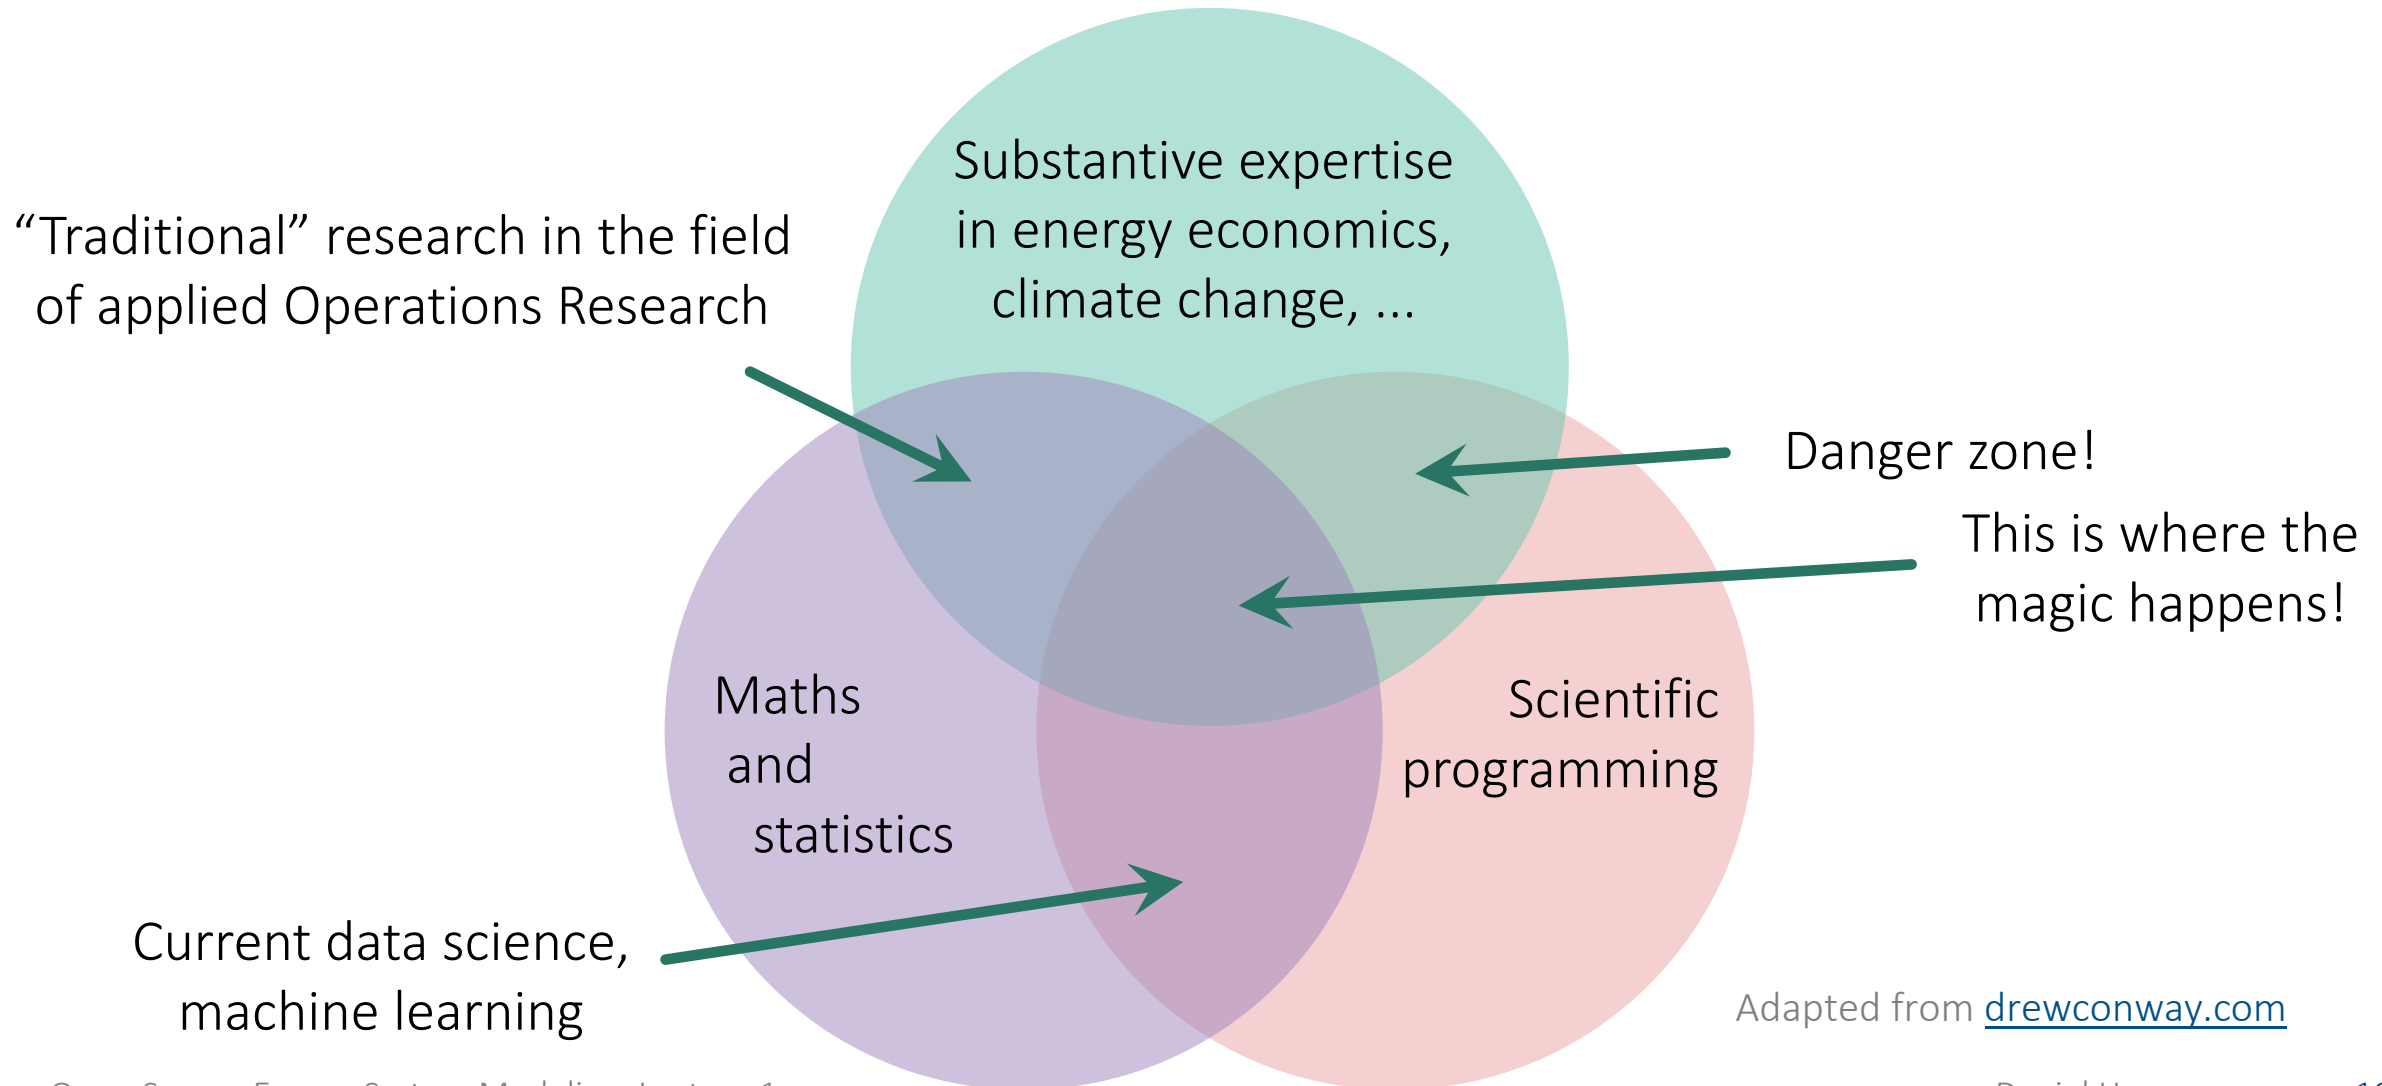 Substantive expertise
in energy economics,
climate change, ...
“Traditional” research in the field
of applied Operations Research
Danger zone!
This is where the
magic happens!
Maths
and
statistics
Scientific
programming
Current data science,
machine learning
Adapted from drewconway.com